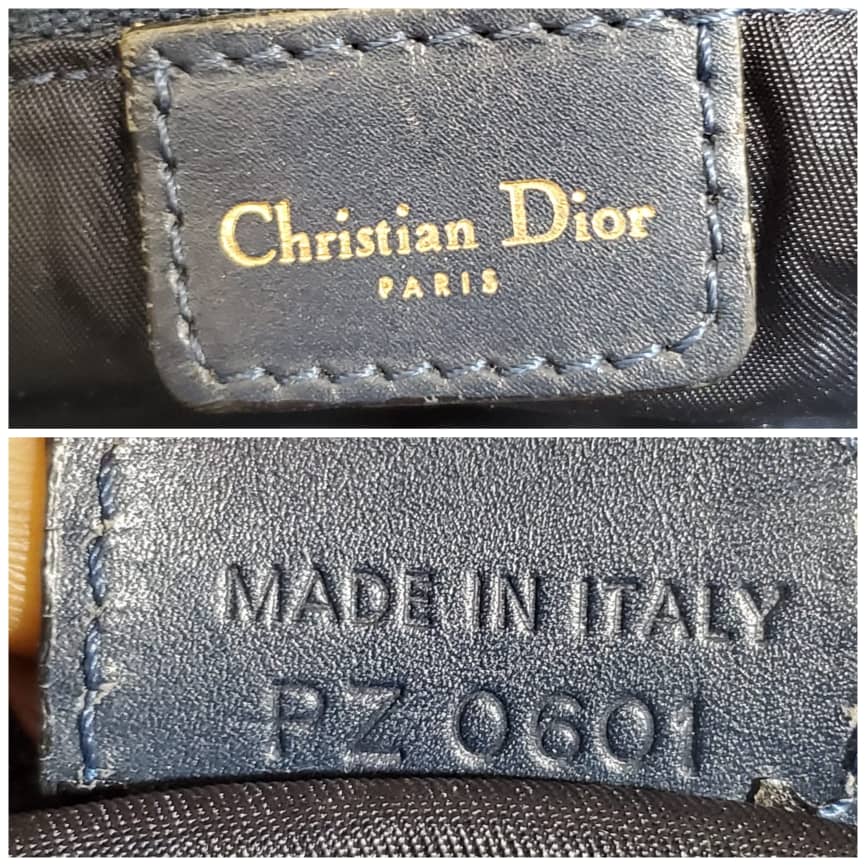 Christian Dior
PARIS
MADE IN ITALY
PZ 0601